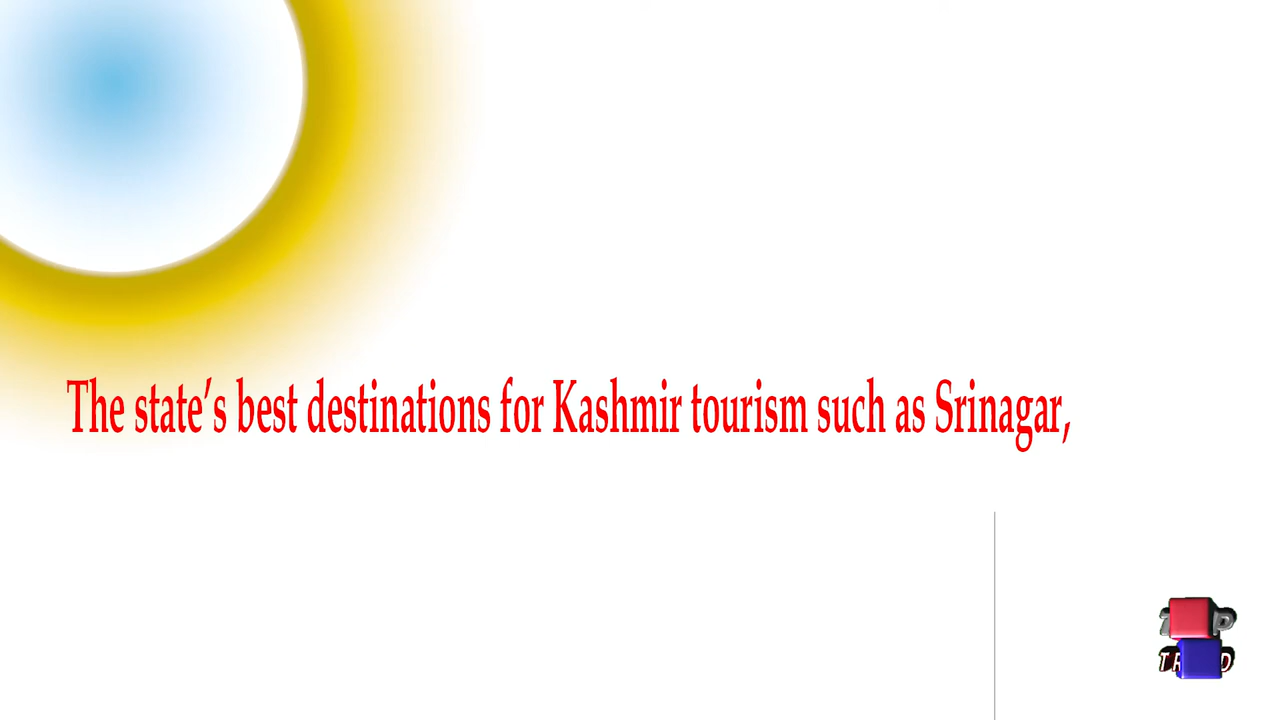 The state’s best destinations for Kashmir tourism such as Srinagar,